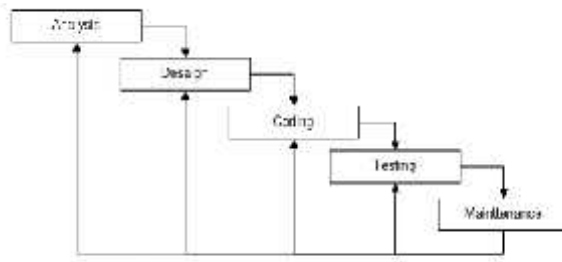 Analysis
Design
Coding
Testing
Maintenance